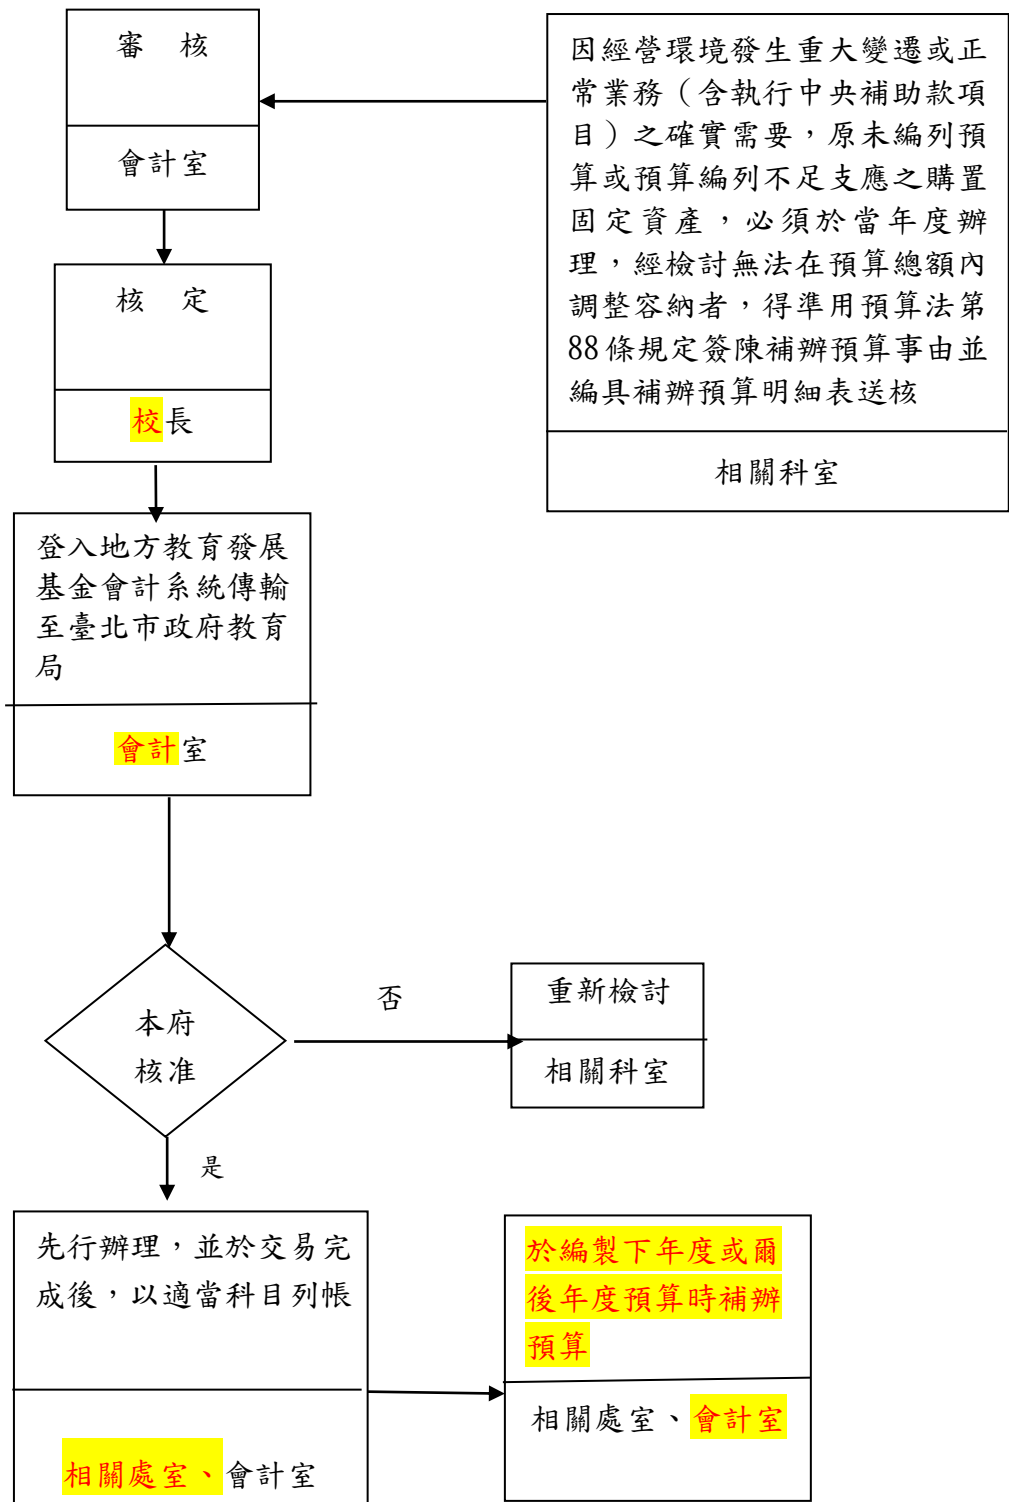 審　核
會計室
因經營環境發生重大變遷或正
常業務（含執行中央補助款項
目）之確實需要，原未編列預
算或預算編列不足支應之購置
固定資產，必須於當年度辦
理，經檢討無法在預算總額內
調整容納者，得準用預算法第
88條規定簽陳補辦預算事由並
編具補辦預算明細表送核
相關科室
核　定
校長
登入地方教育發展
基金會計系統傳輸
至臺北市政府教育
局
會計室
本府
核准
否
重新檢討
相關科室
是
先行辦理，並於交易完
成後，以適當科目列帳
相關處室、會計室
於編製下年度或爾
後年度預算時補辦
預算
相關處室、會計室